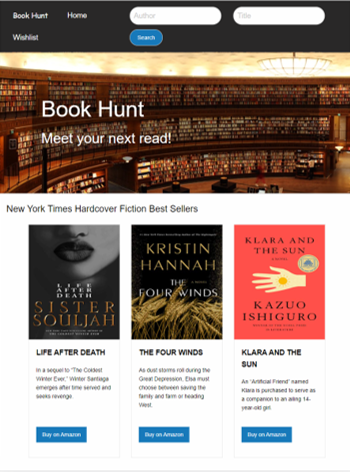 Book Hunt Home Author Title
Wishlist Search
Book Hunt
Meet your next read!
New York Times Hardcover Fiction Best Sellers
LIFE
AFTER
DEATH
SISTER
SOULJAH
KRISTIN
HANNAH
THE
FOUR WINDS
KLARA AND
THE SUN
A NOVEL
KAZUO
ISHIGURO
LIFE AFTER DEATH
In a sequel to "The Coldest
Winter Ever," Winter Santiaga
emerges after time served and
seeks revenge.
Buy on Amazon
THE FOUR WINDS
As dust storms roll during the
Great Depression, Elsa must
choose between saving the
family and farm or heading
West.
Buy on Amazon
KLARA AND THE
SUN
An "Artificial Friend" named
Klara is purchased to serve as
a companion to an ailing 14-
year-old girl.
Buy on Amazon